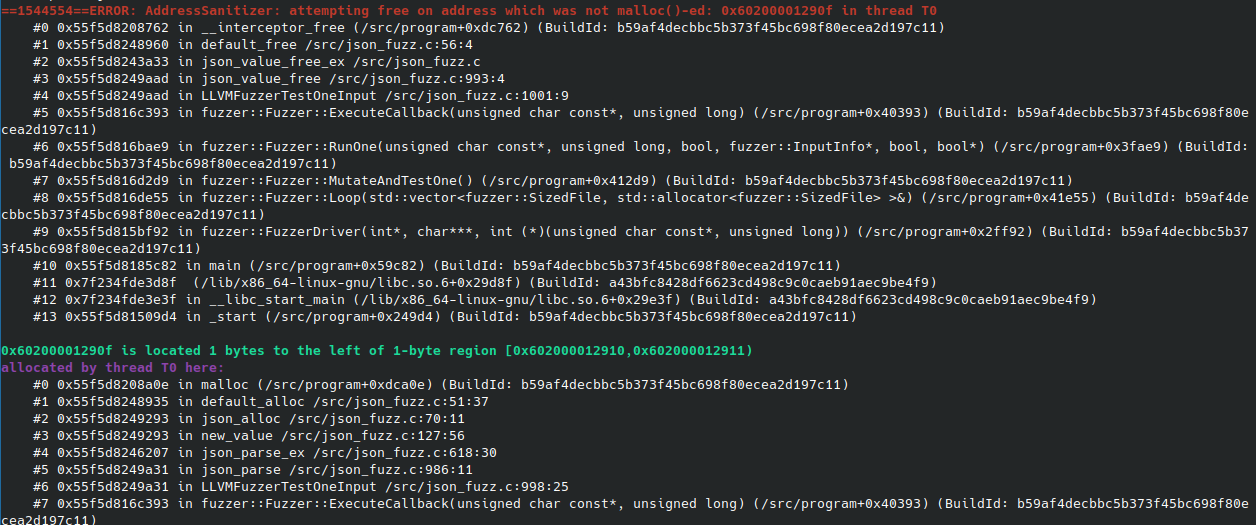 ==1544554==ERROR: AddressSanitizer: attempting free on address which was not malloc()-ed: 0x60200001290f in thread T0
#0 0x55f5d8208762 in __interceptor_free (/src/program+0xdc762) (BuildId: b59af4decbbc5b373f45bc698f80ecea2d197c11)
#1 0x55f5d8248960 in default_free /src/json_fuzz.c:56:4
#2 0x55f5d8243a33 in json_value_free_ex /src/json_fuzz.c
#3 0x55f5d8249aad in json_value_free /src/json_fuzz.c:993:4
#4 0x55f5d8249aad in LLVMFuzzerTestOneInput /src/json_fuzz.c:1001:9
#5 0x55f5d816c393 in fuzzer::Fuzzer::ExecuteCallback(unsigned char const*, unsigned long) (/src/program+0x40393) (BuildId: b59af4decbbc5b373f45bc698f80e
cea2d197c11)
#6 0x55f5d816bae9 in fuzzer::Fuzzer::RunOne(unsigned char const*, unsigned long, bool, fuzzer::InputInfo*, bool, bool*) (/src/program+0x3fae9) (BuildId:
b59af4decbbc5b373f45bc698f80ecea2d197c11)
#7 0x55f5d816d2d9 in fuzzer::Fuzzer::MutateAndTestOne() (/src/program+0x412d9) (BuildId: b59af4decbbc5b373f45bc698f80ecea2d197c11)
#8 0x55f5d816de55 in fuzzer::Fuzzer::Loop(std::vector<fuzzer::SizedFile, std::allocator<fuzzer::SizedFile> >&) (/src/program+0x41e55) (BuildId: b59af4de
cbbc5b373f45bc698f80ecea2d197c11)
#9 0x55f5d815bf92 in fuzzer::FuzzerDriver(int*, char***, int (*)(unsigned char const*, unsigned long)) (/src/program+0x2ff92) (BuildId: b59af4decbbc5b37
3f45bc698f80ecea2d197c11)
#10 0x55f5d8185c82 in main (/src/program+0x59c82) (BuildId: b59af4decbbc5b373f45bc698f80ecea2d197c11)
#11 0x7f234fde3d8f  (/lib/x86_64-linux-gnu/libc.so.6+0x29d8f) (BuildId: a43bfc8428df6623cd498c9c0caeb91aec9be4f9)
#12 0x7f234fde3e3f in __libc_start_main (/lib/x86_64-linux-gnu/libc.so.6+0x29e3f) (BuildId: a43bfc8428df6623cd498c9c0caeb91aec9be4f9)
#13 0x55f5d81509d4 in _start (/src/program+0x249d4) (BuildId: b59af4decbbc5b373f45bc698f80ecea2d197c11)
0x60200001290f is located 1 bytes to the left of 1-byte region [0x602000012910,0x602000012911)
allocated by thread T0 here:
#0 0x55f5d8208a0e in malloc (/src/program+0xdca0e) (BuildId: b59af4decbbc5b373f45bc698f80ecea2d197c11)
#1 0x55f5d8248935 in default_alloc /src/json_fuzz.c:51:37
#2 0x55f5d8249293 in json_alloc /src/json_fuzz.c:70:11
#3 0x55f5d8249293 in new_value /src/json_fuzz.c:127:56
#4 0x55f5d8246207 in json_parse_ex /src/json_fuzz.c:618:30
#5 0x55f5d8249a31 in json_parse /src/json_fuzz.c:986:11
#6 0x55f5d8249a31 in LLVMFuzzerTestOneInput /src/json_fuzz.c:998:25
#7 0x55f5d816c393 in fuzzer::Fuzzer::ExecuteCallback(unsigned char const*, unsigned long) (/src/program+0x40393) (BuildId: b59af4decbbc5b373f45bc698f80e
cea2d197c11)